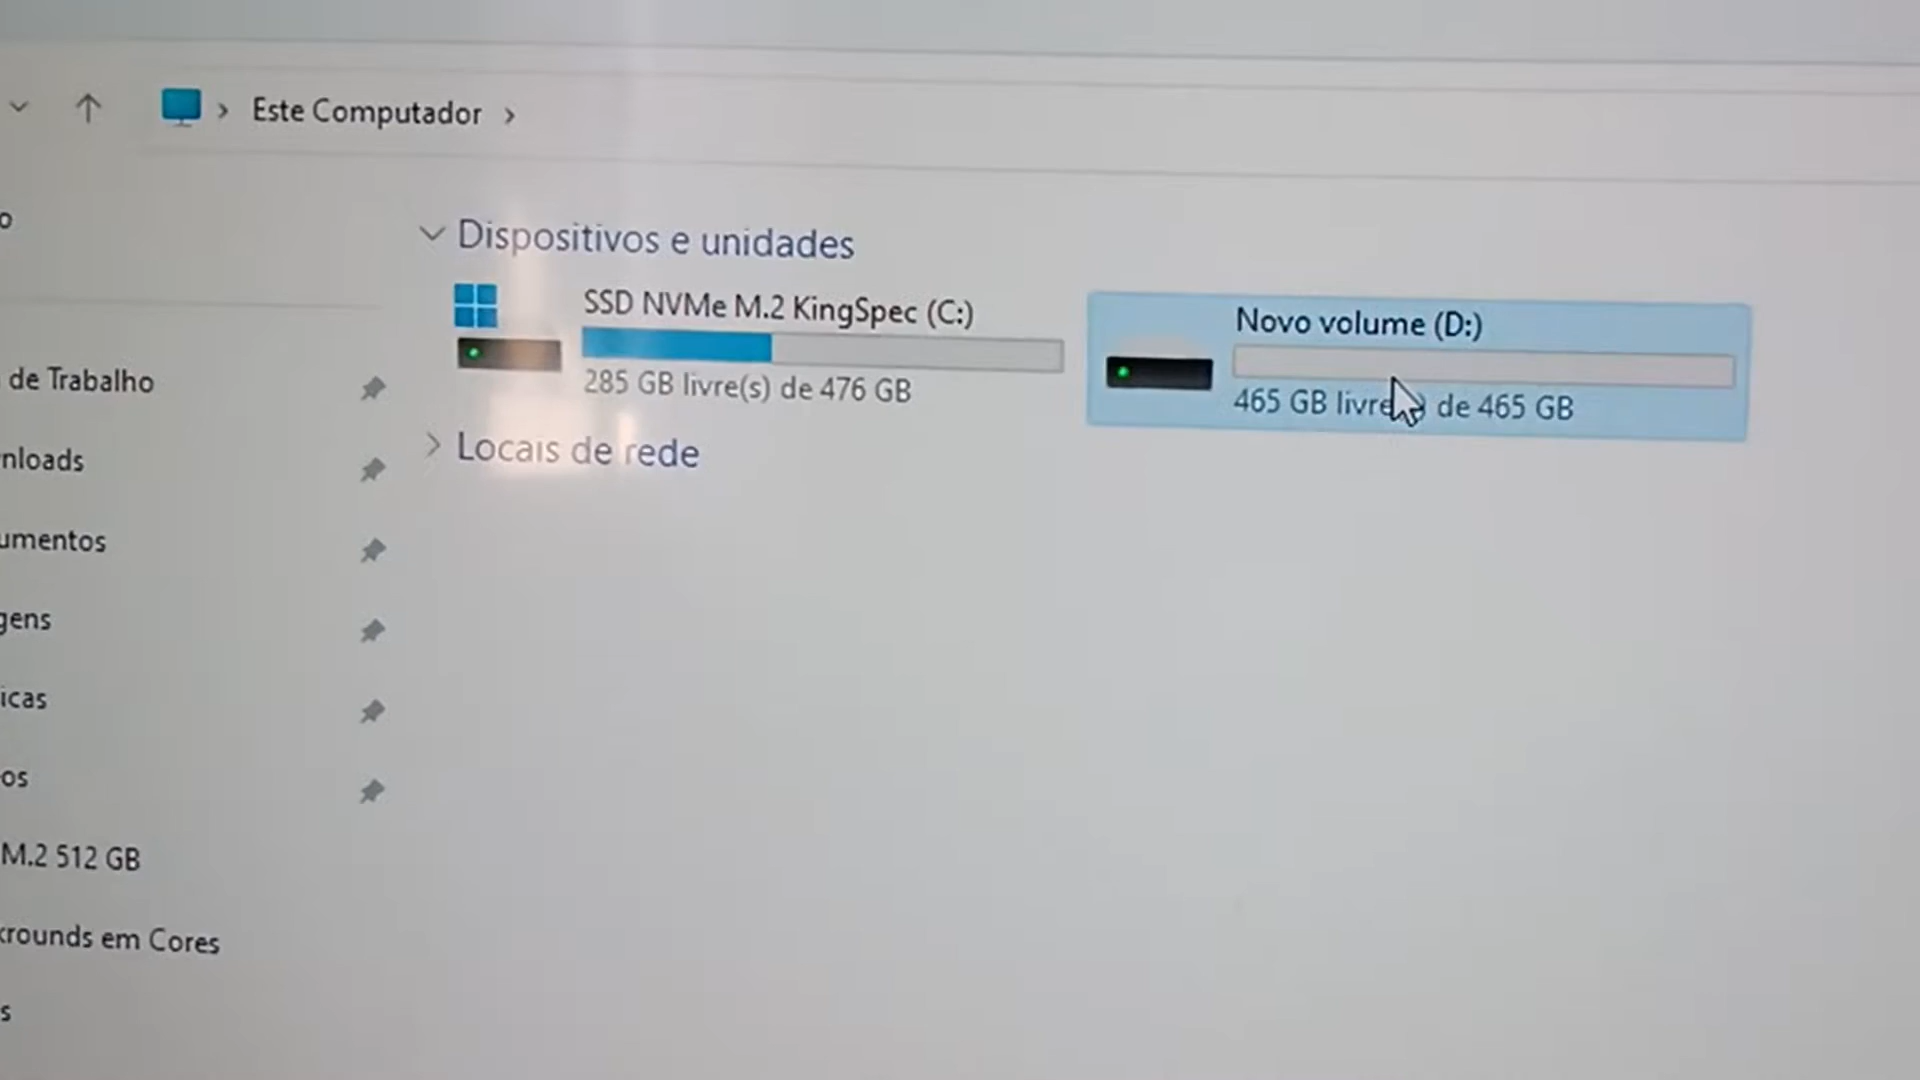 Este Computador
o
Dispositivos e unidades
SSD NVMe M.2 KingSpec (C:)
285 GB livre(s) de 476 GB
Novo volume (D:)
465 GB livre de 465 GB
Locais de rede
de Trabalho
nloads
umentos
gens
icas
os
M.2 512 GB
krounds em Cores
s